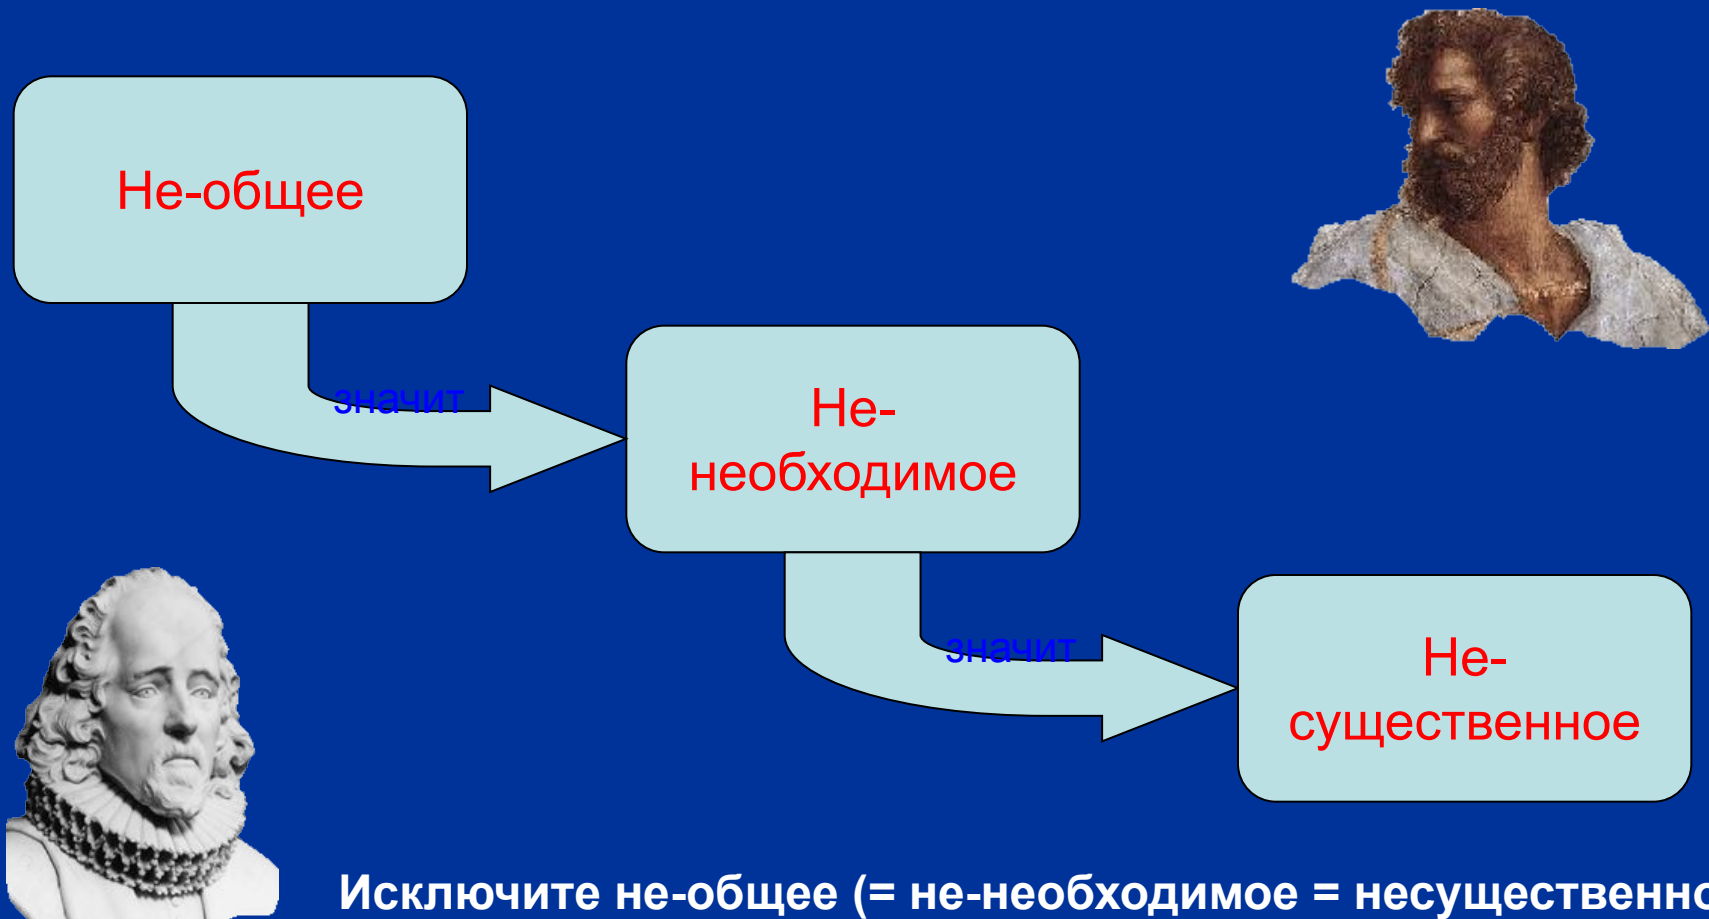 Не-общее
значит
Не-
необходимое
значит
Не-
существенное
Исключите не-общее (= не-необходимое = несущественно